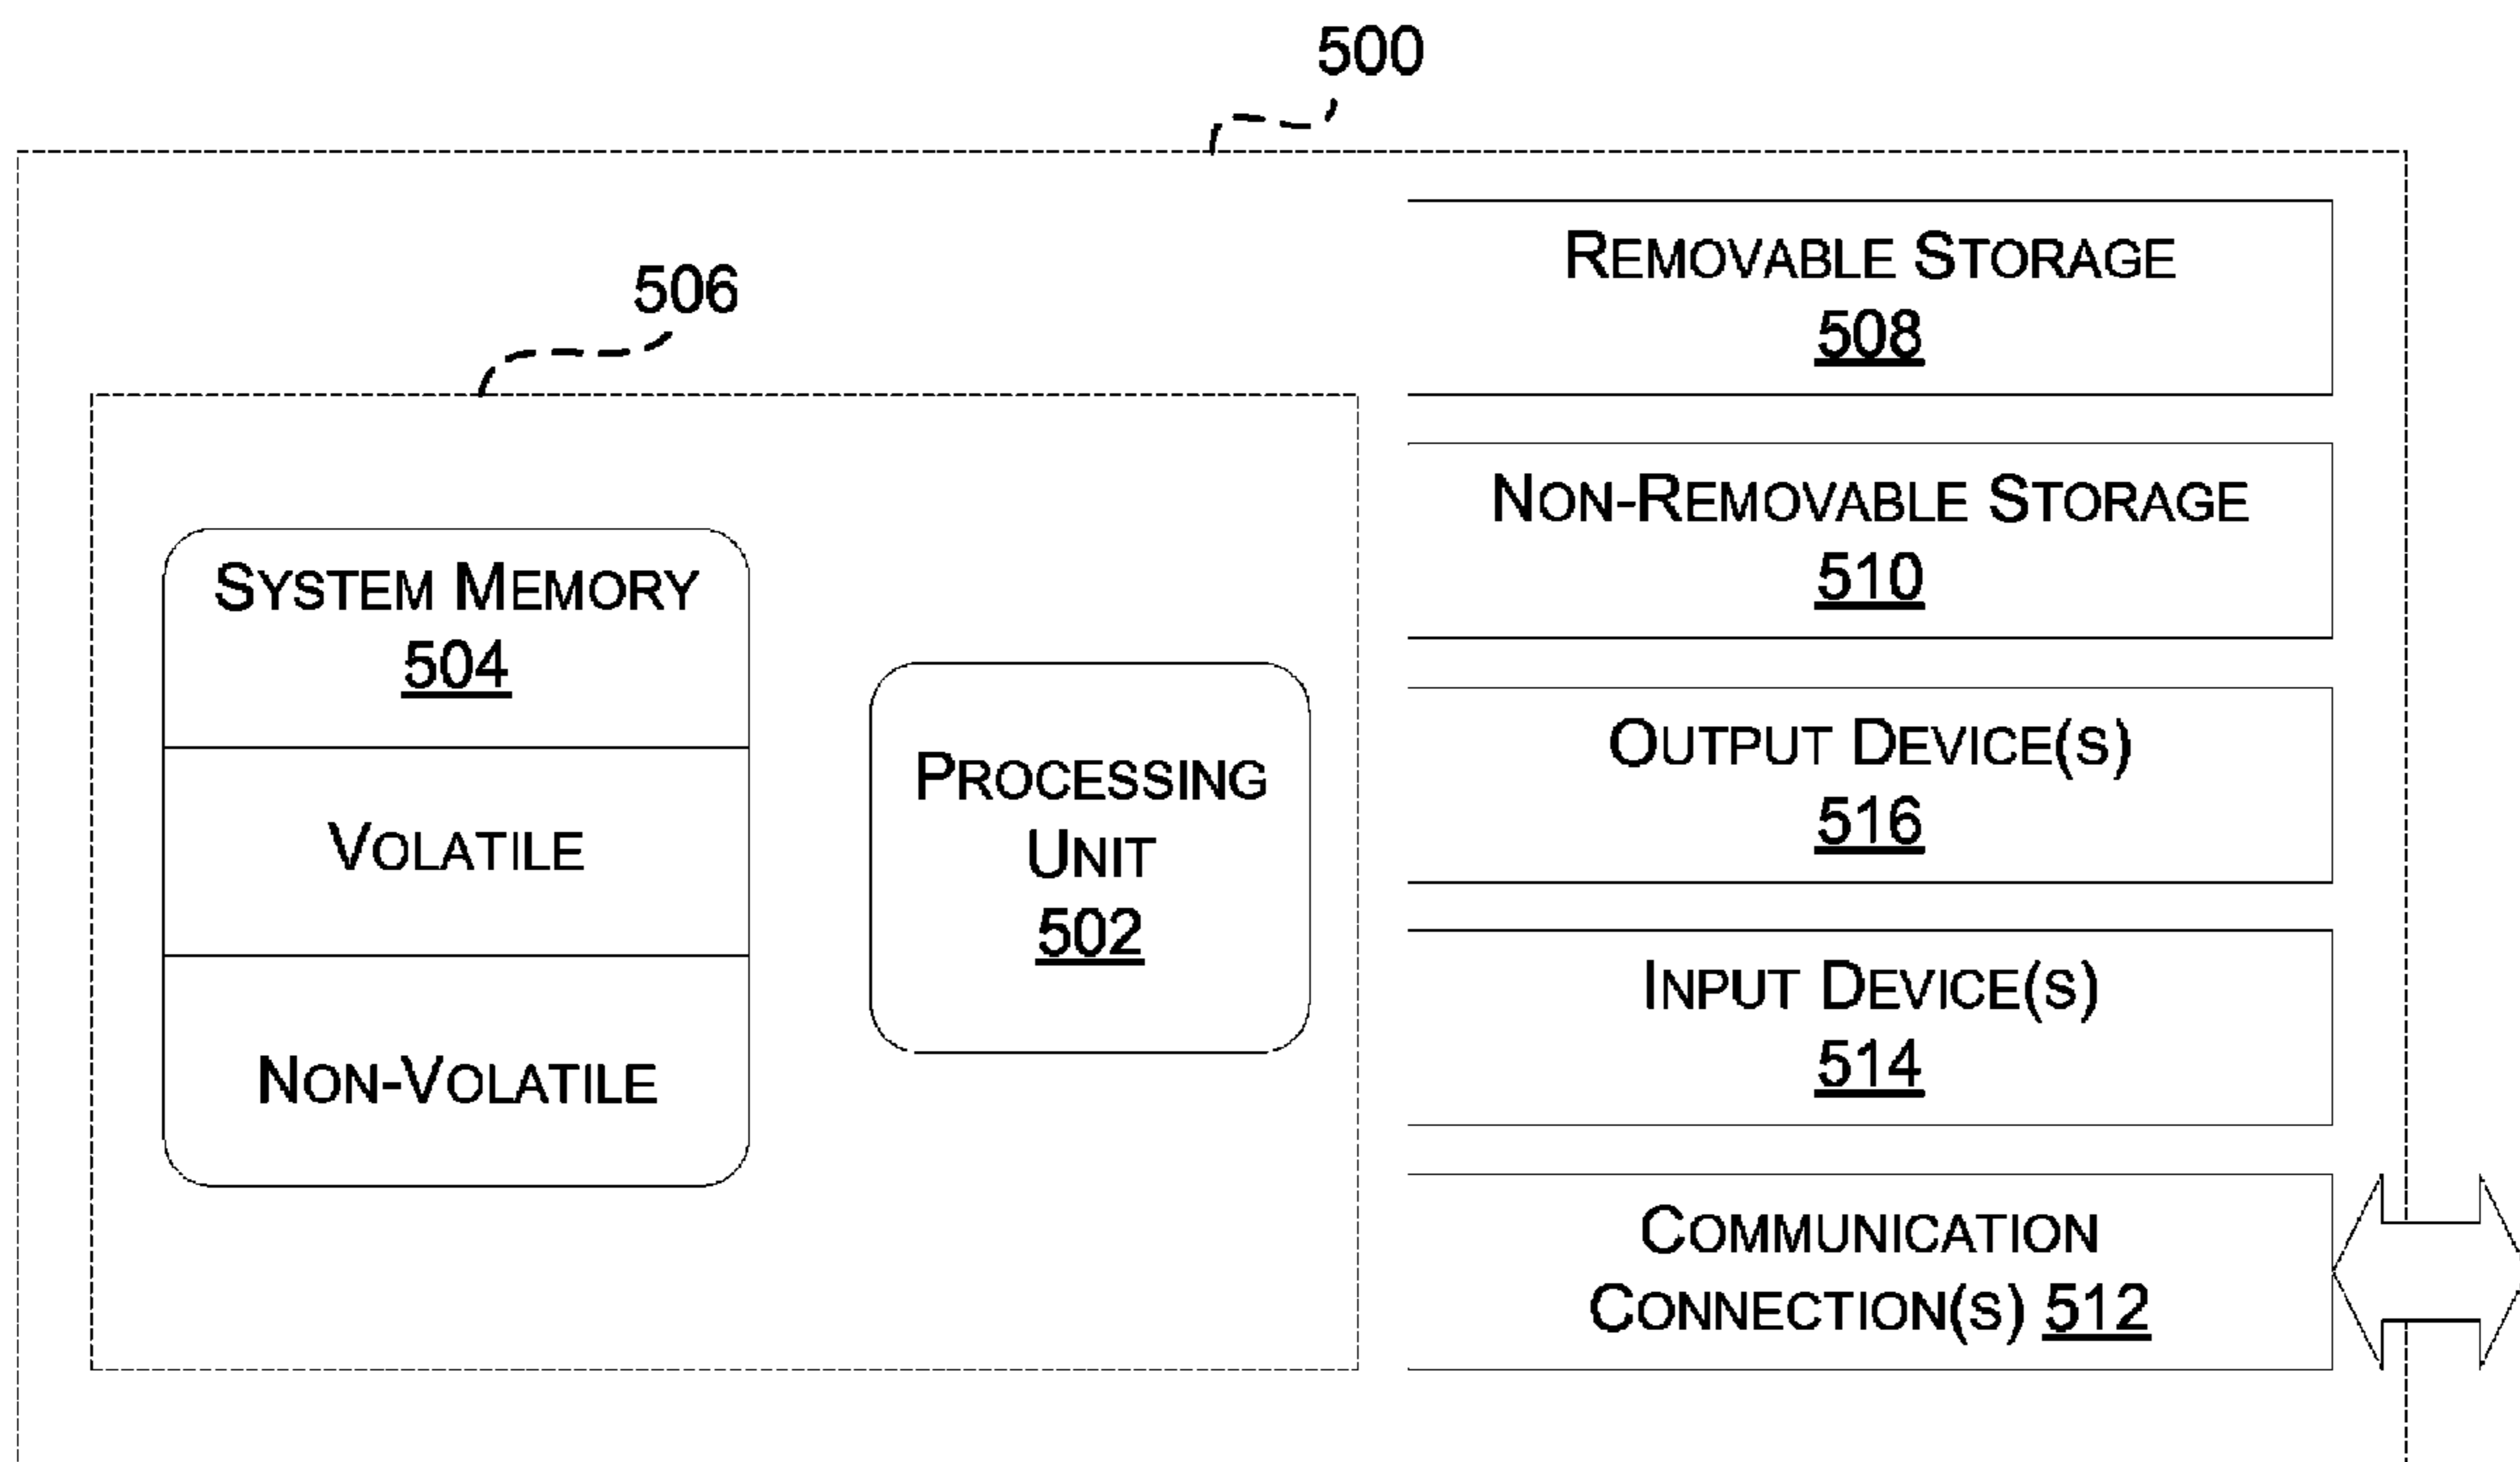 500
506
REMOVABLE STORAGE
508
NON-REMOVABLE STORAGE
510
SYSTEM MEMORY
504
VOLATILE
NON-VOLATILE
PROCESSING
UNIT
502
OUTPUT DEVICE(S)
516
INPUT DEVICE(S)
514
COMMUNICATION
CONNECTION(S) 512